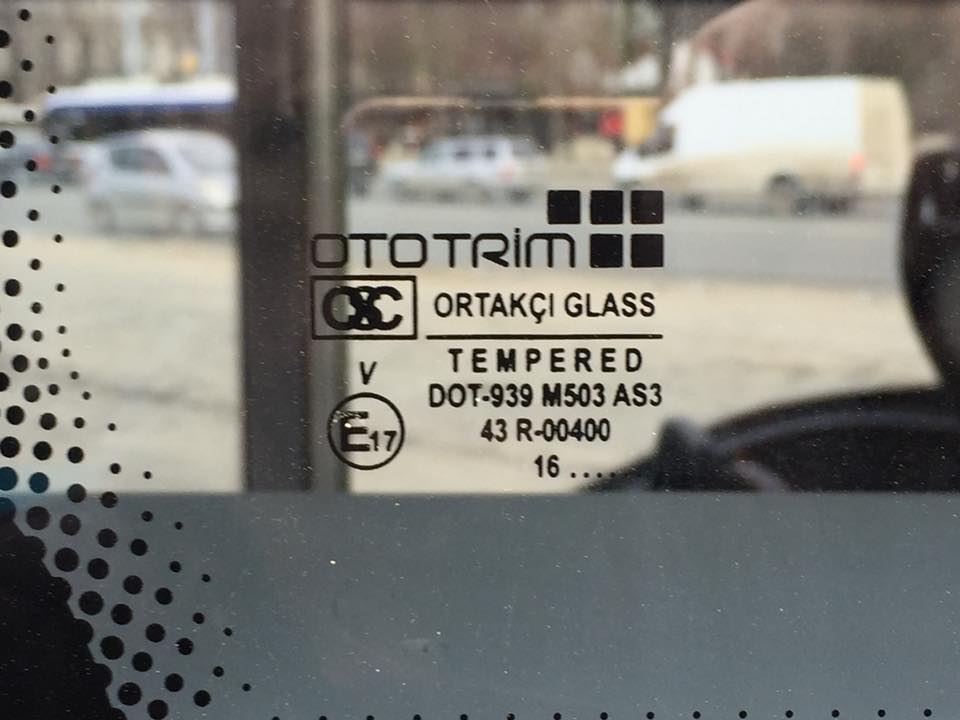 OTOTRİM
OSC ORTAKÇI GLASS
TEMPERED
V
DOT-939 M503 AS3
E17
43 R-00400
16 ....